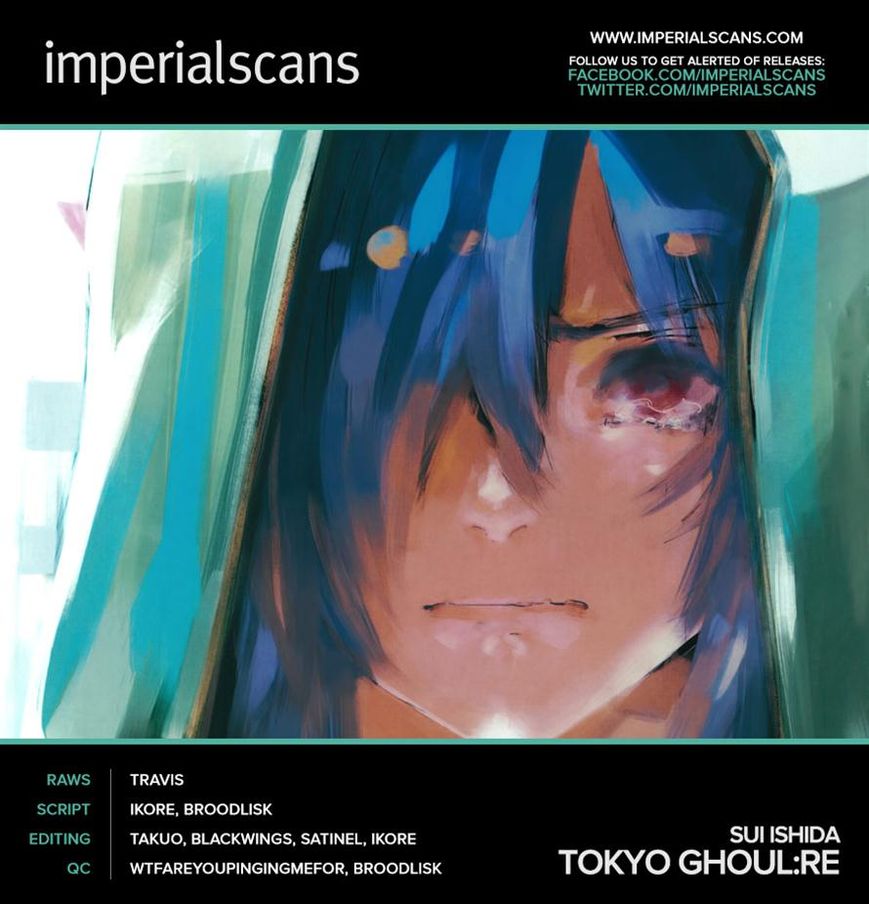 imperialscans
WWW.IMPERIALSCANS.COM
FOLLOW US TO GET ALERTED OF RELEASES:
FACEBOOK.COM/IMPERIALSCANS
TWITTER.COM/IMPERIALSCANS
RAWS TRAVIS
SCRIPT IKORE, BROODLISK
EDITING TAKUO, BLACKWINGS, SATINEL, IKORE
QC WTFAREYOUPINGINGMEFOR, BROODLISK
SUI ISHIDA
TOKYO GHOUL:RE